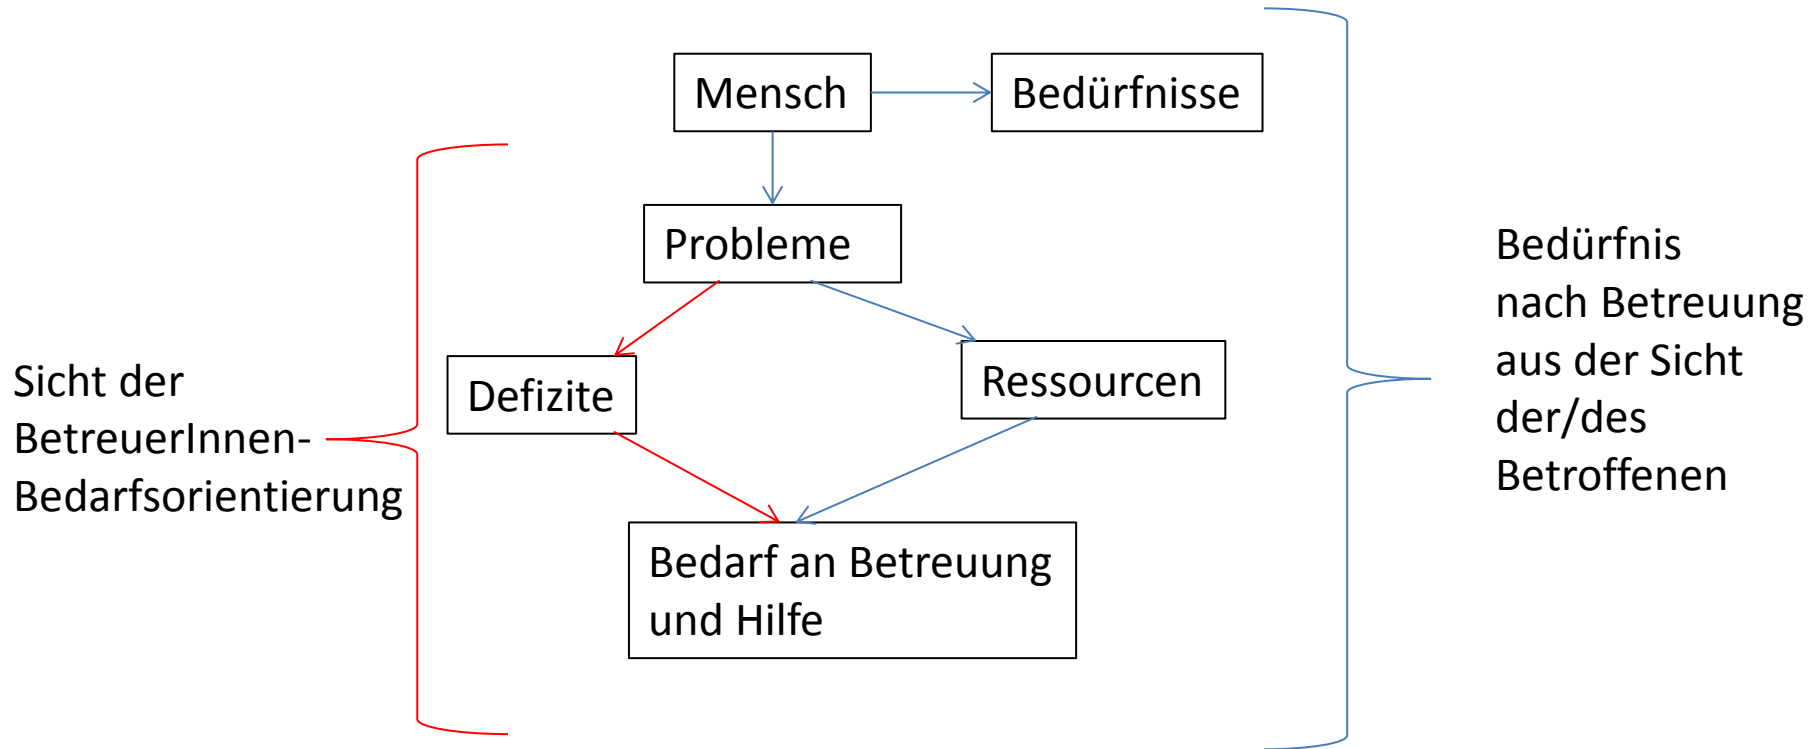 Mensch
Bedürfnisse
Probleme
Defizite
Ressourcen
Bedarf an Betreuung
und Hilfe
Sicht der
BetreuerInnen-
Bedarfsorientierung
Bedürfnis
nach Betreuung
aus der Sicht
der/des
Betroffenen